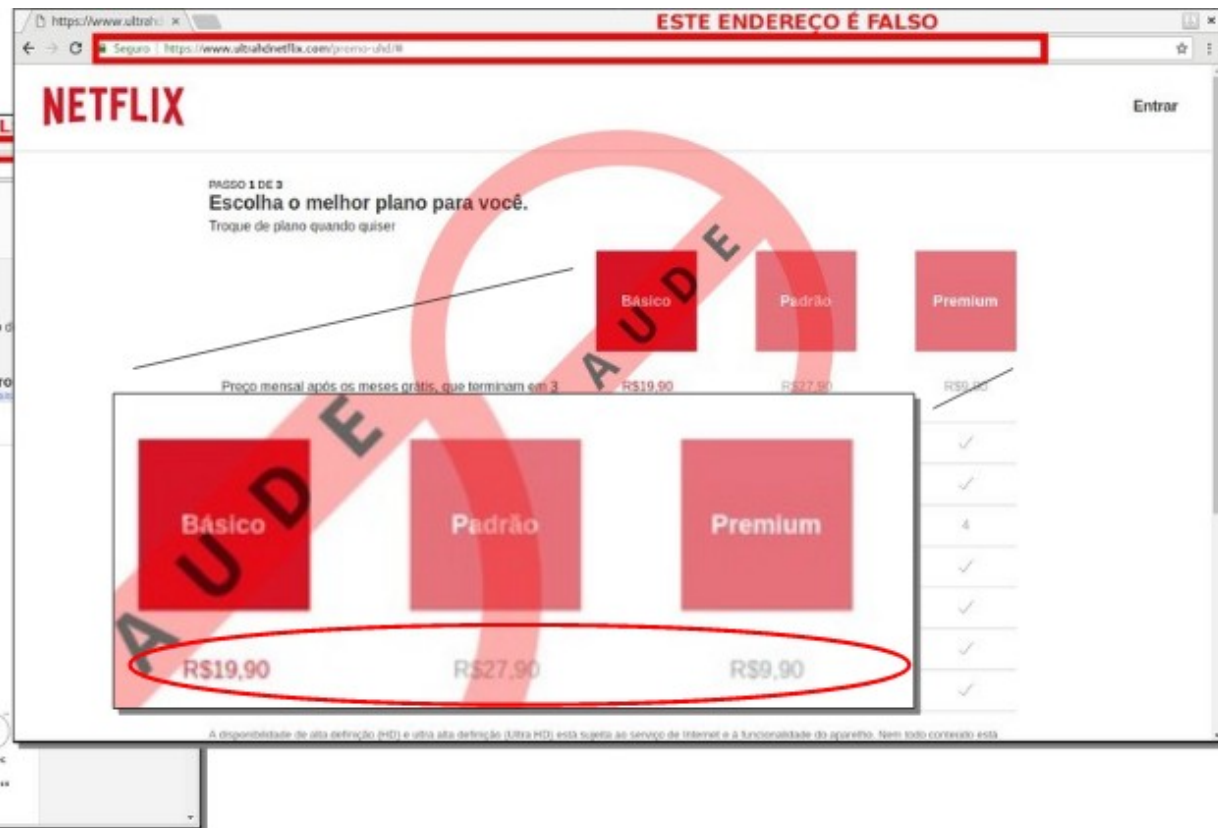 https://www.ultrah
ESTE ENDEREÇO É FALSO
Seguro | https://www.ultrahdnetflix.com/promo-uhd/#
NETFLIX
Entrar
PASSO 1 DE 3
Escolha o melhor plano para você.
Troque de plano quando quiser
Básico Padrão Premium
Preço mensal após os meses grátis, que terminam em 3 R$19,90 R$27,90 R$9,90
4
AUDE
Básico Padrão Premium
AUDE
R$19,90 R$27,90 R$9,90
A disponibilidade de alta definição (HD) e ultra alta definição (Ultra HD) está sujeita ao serviço de Internet e à funcionalidade do aparelho. Nem todo conteúdo está